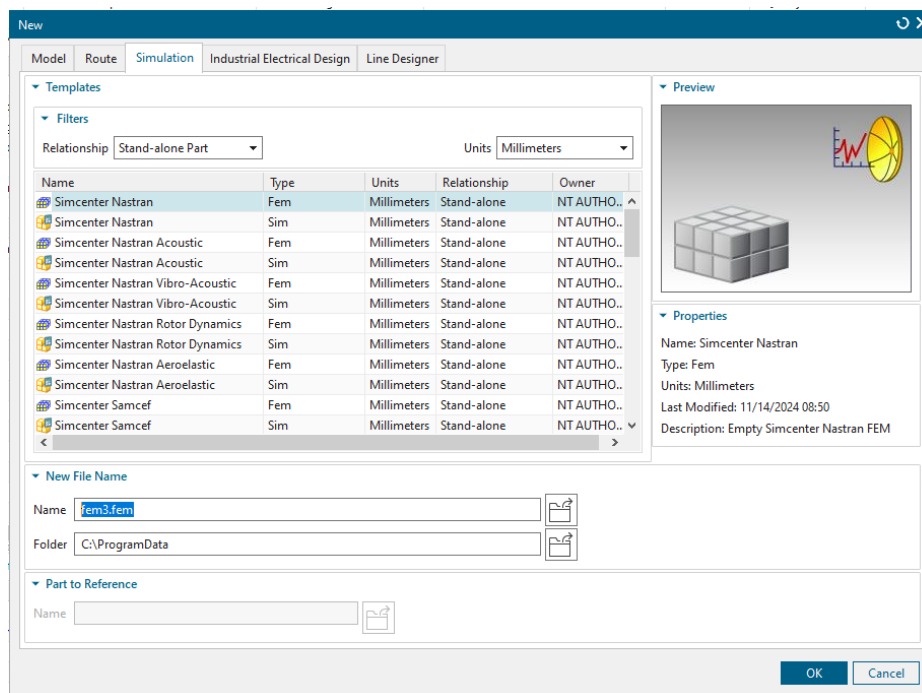 New
Model Route Simulation Industrial Electrical Design Line Designer
Templates
Filters
Relationship Stand-alone Part Units Millimeters
Name Type Units Relationship Owner
Simcenter Nastran Fem Millimeters Stand-alone NT AUTHO..
Simcenter Nastran Sim Millimeters Stand-alone NT AUTHO..
Simcenter Nastran Acoustic Fem Millimeters Stand-alone NT AUTHO..
Simcenter Nastran Acoustic Sim Millimeters Stand-alone NT AUTHO..
Simcenter Nastran Vibro-Acoustic Fem Millimeters Stand-alone NT AUTHO..
Simcenter Nastran Vibro-Acoustic Sim Millimeters Stand-alone NT AUTHO..
Simcenter Nastran Rotor Dynamics Fem Millimeters Stand-alone NT AUTHO..
Simcenter Nastran Rotor Dynamics Sim Millimeters Stand-alone NT AUTHO..
Simcenter Nastran Aeroelastic Fem Millimeters Stand-alone NT AUTHO..
Simcenter Nastran Aeroelastic Sim Millimeters Stand-alone NT AUTHO..
Simcenter Samcef Fem Millimeters Stand-alone NT AUTHO..
Simcenter Samcef Sim Millimeters Stand-alone NT AUTHO..
Preview
Properties
Name: Simcenter Nastran
Type: Fem
Units: Millimeters
Last Modified: 11/14/2024 08:50
Description: Empty Simcenter Nastran FEM
New File Name
Name fem3.fem
Folder C:\ProgramData
Part to Reference
Name
OK Cancel